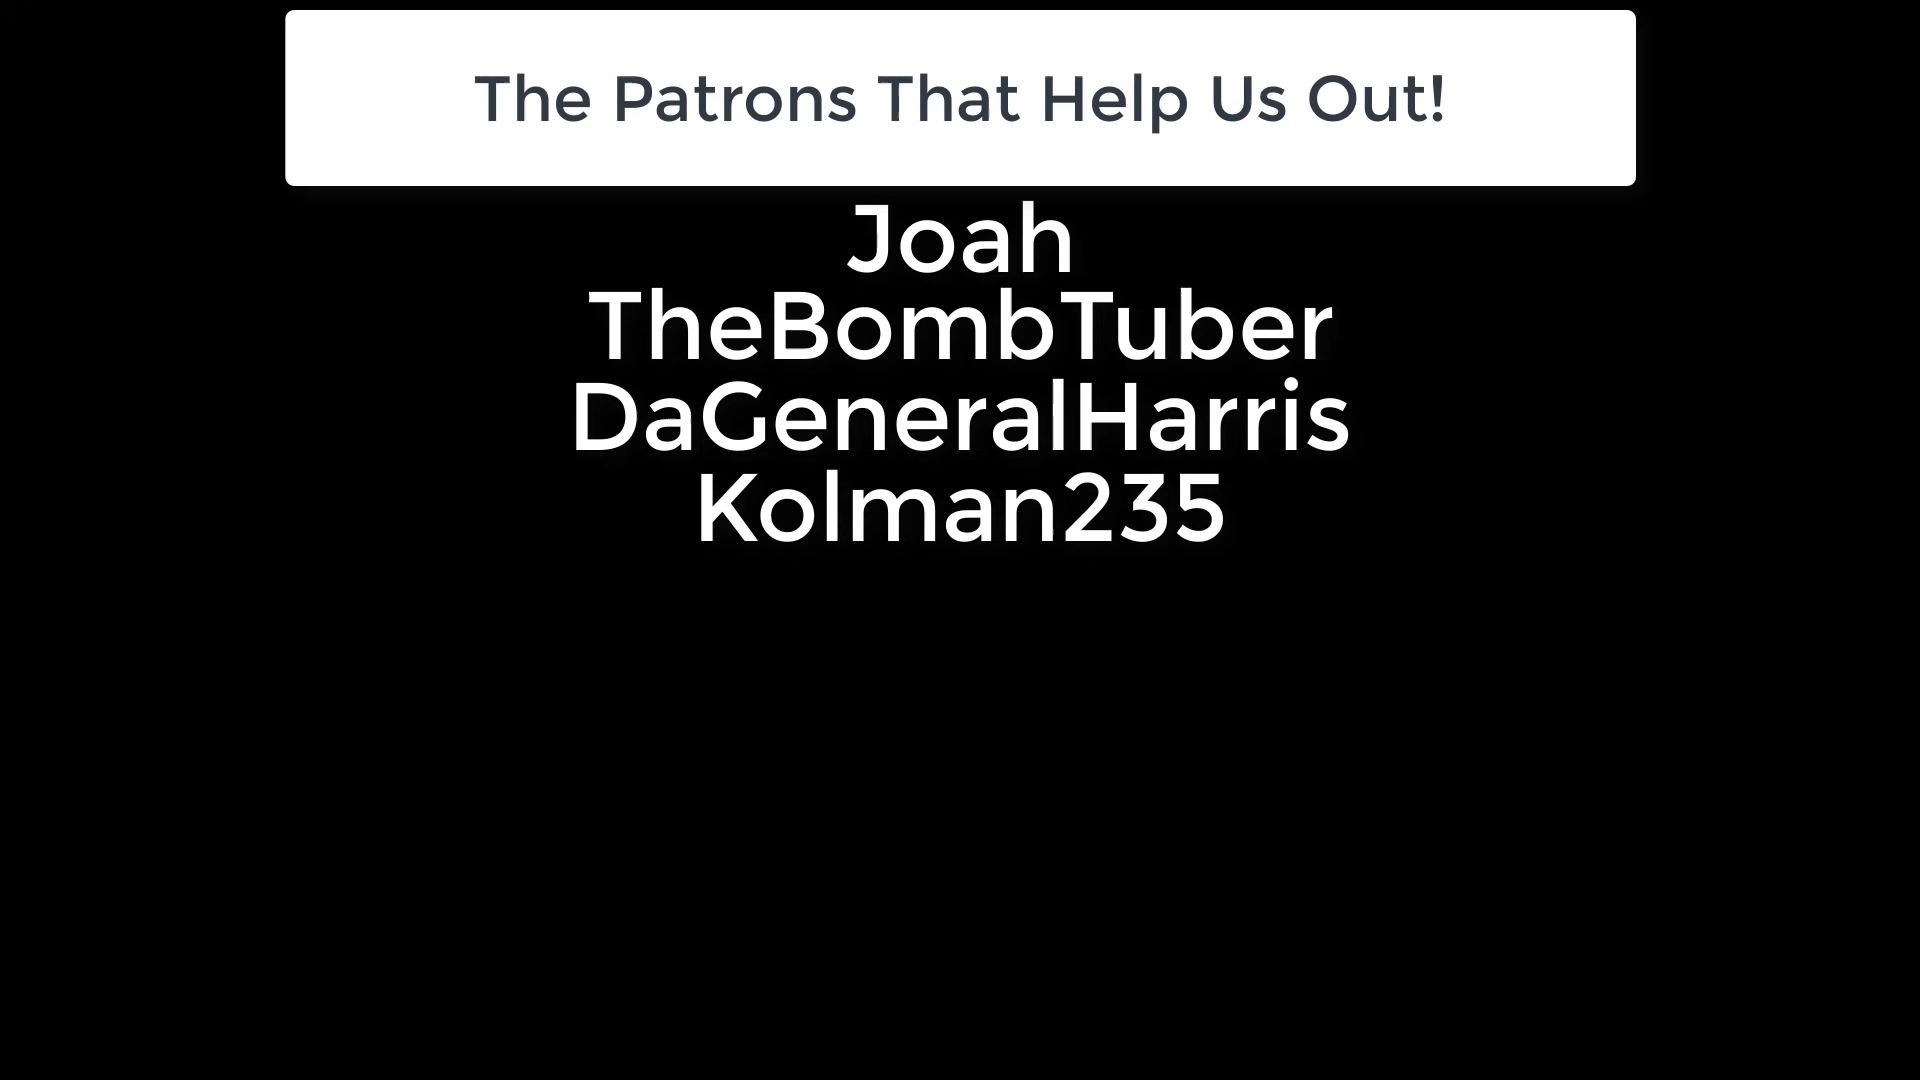 The Patrons That Help Us Out!
Joah
TheBombTuber
DaGeneralHarris
Kolman235